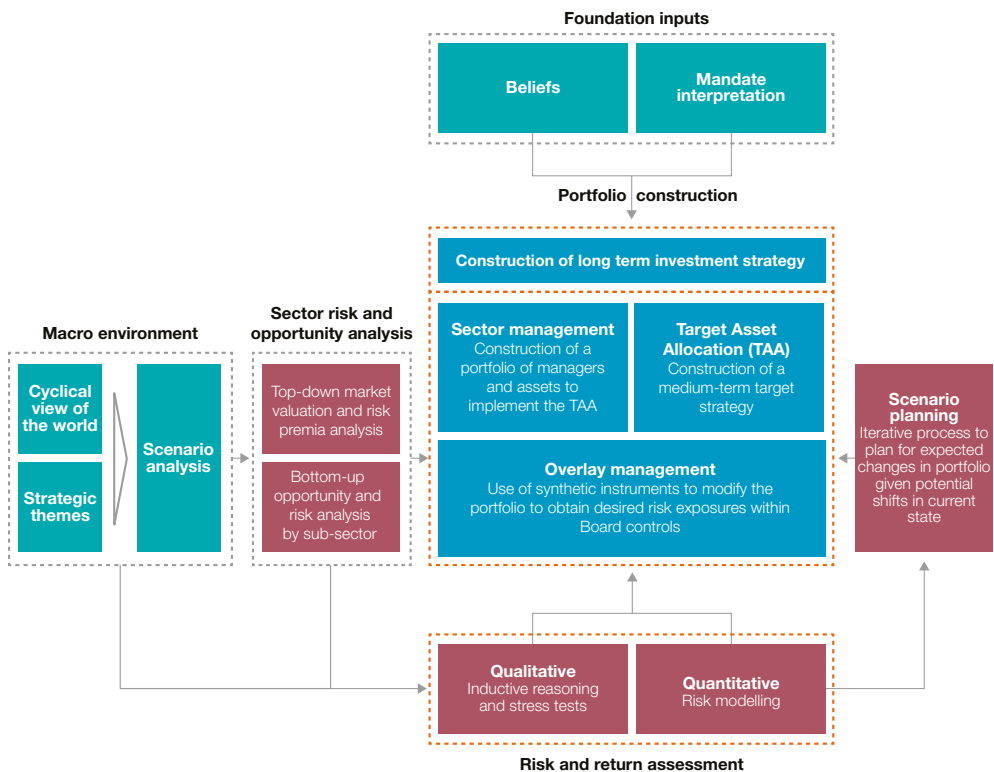 Foundation inputs
Beliefs
Mandate
interpretation
Portfolio construction
Construction of long term investment strategy
Sector management
Construction of a
portfolio of managers
and assets to
implement the TAA
Target Asset
Allocation (TAA)
Construction of a
medium-term target
strategy
Overlay management
Use of synthetic instruments to modify the
portfolio to obtain desired risk exposures within
Board controls
Macro environment
Cyclical
view of
the world
Strategic
themes
Scenario
analysis
Sector risk and
opportunity analysis
Top-down market
valuation and risk
premia analysis
Bottom-up
opportunity and
risk analysis
by sub-sector
Scenario
planning
Iterative process to
plan for expected
changes in portfolio
given potential
shifts in current
state
Qualitative
Inductive reasoning
and stress tests
Quantitative
Risk modelling
Risk and return assessment